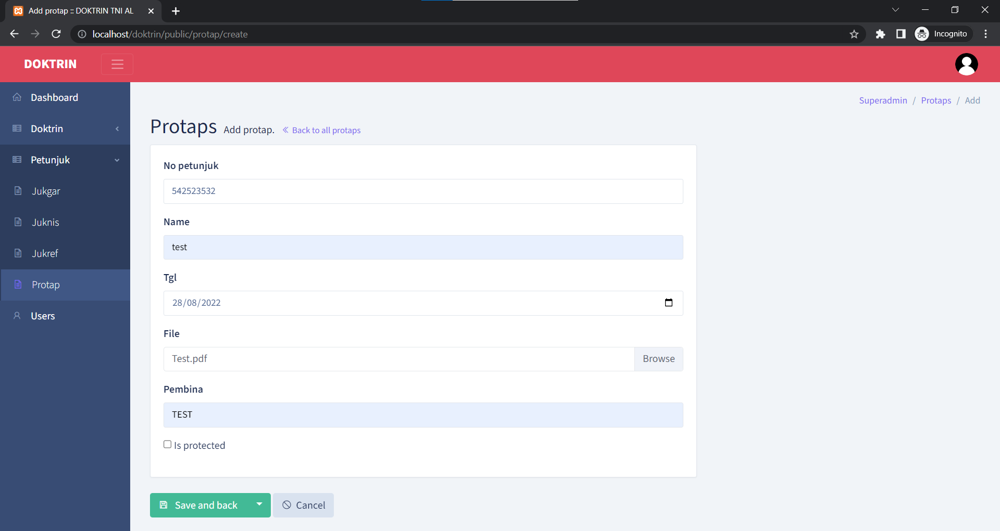 Add protap :: DOKTRIN TNI AL
localhost/doktrin/public/protap/create
Incognito
DOKTRIN
Dashboard
Doktrin
Petunjuk
Jukgar
Juknis
Jukref
Protap
Users
Superadmin / Protaps / Add
Protaps Add protap. « Back to all protaps
No petunjuk
542523532
Name
test
Tgl
28/08/2022
File
Test.pdf Browse
Pembina
TEST
Is protected
Save and back Cancel